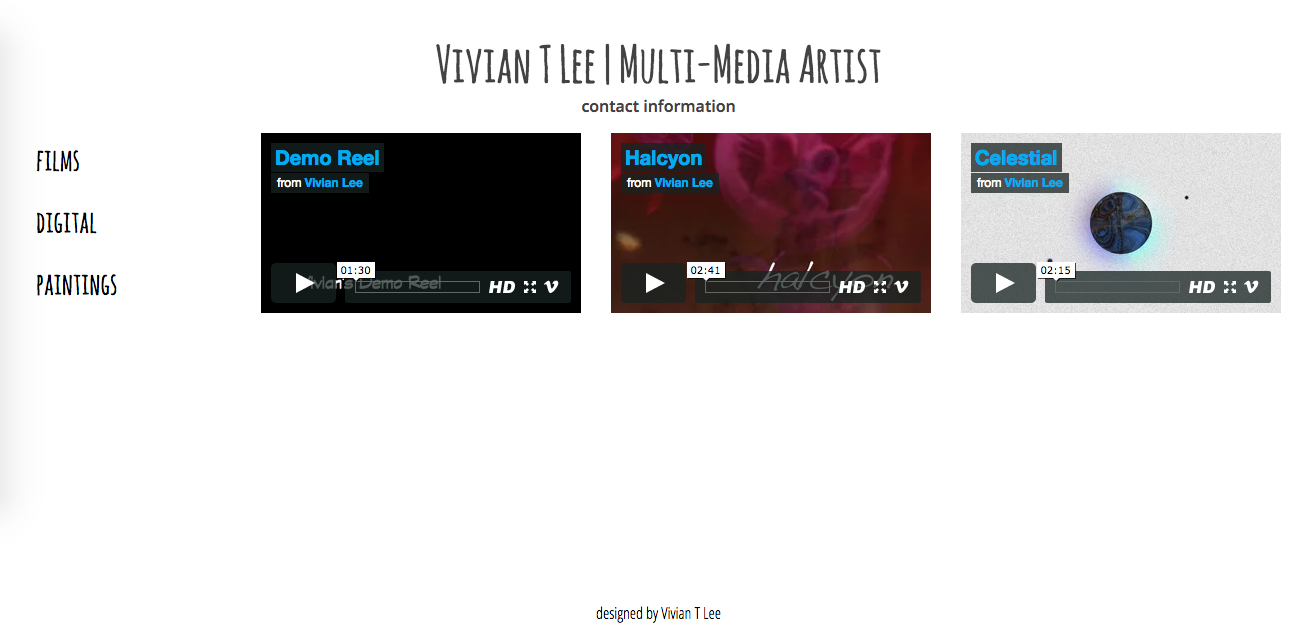 Vivian T Lee | Multi-Media Artist
contact information
FILMS
DIGITAL
PAINTINGS
Demo Reel
from Vivian Lee
01:30
Demo Reel
HD
Halcyon
from Vivian Lee
02:41
halcyon
HD
Celestial
from Vivian Lee
02:15
HD
designed by Vivian T Lee